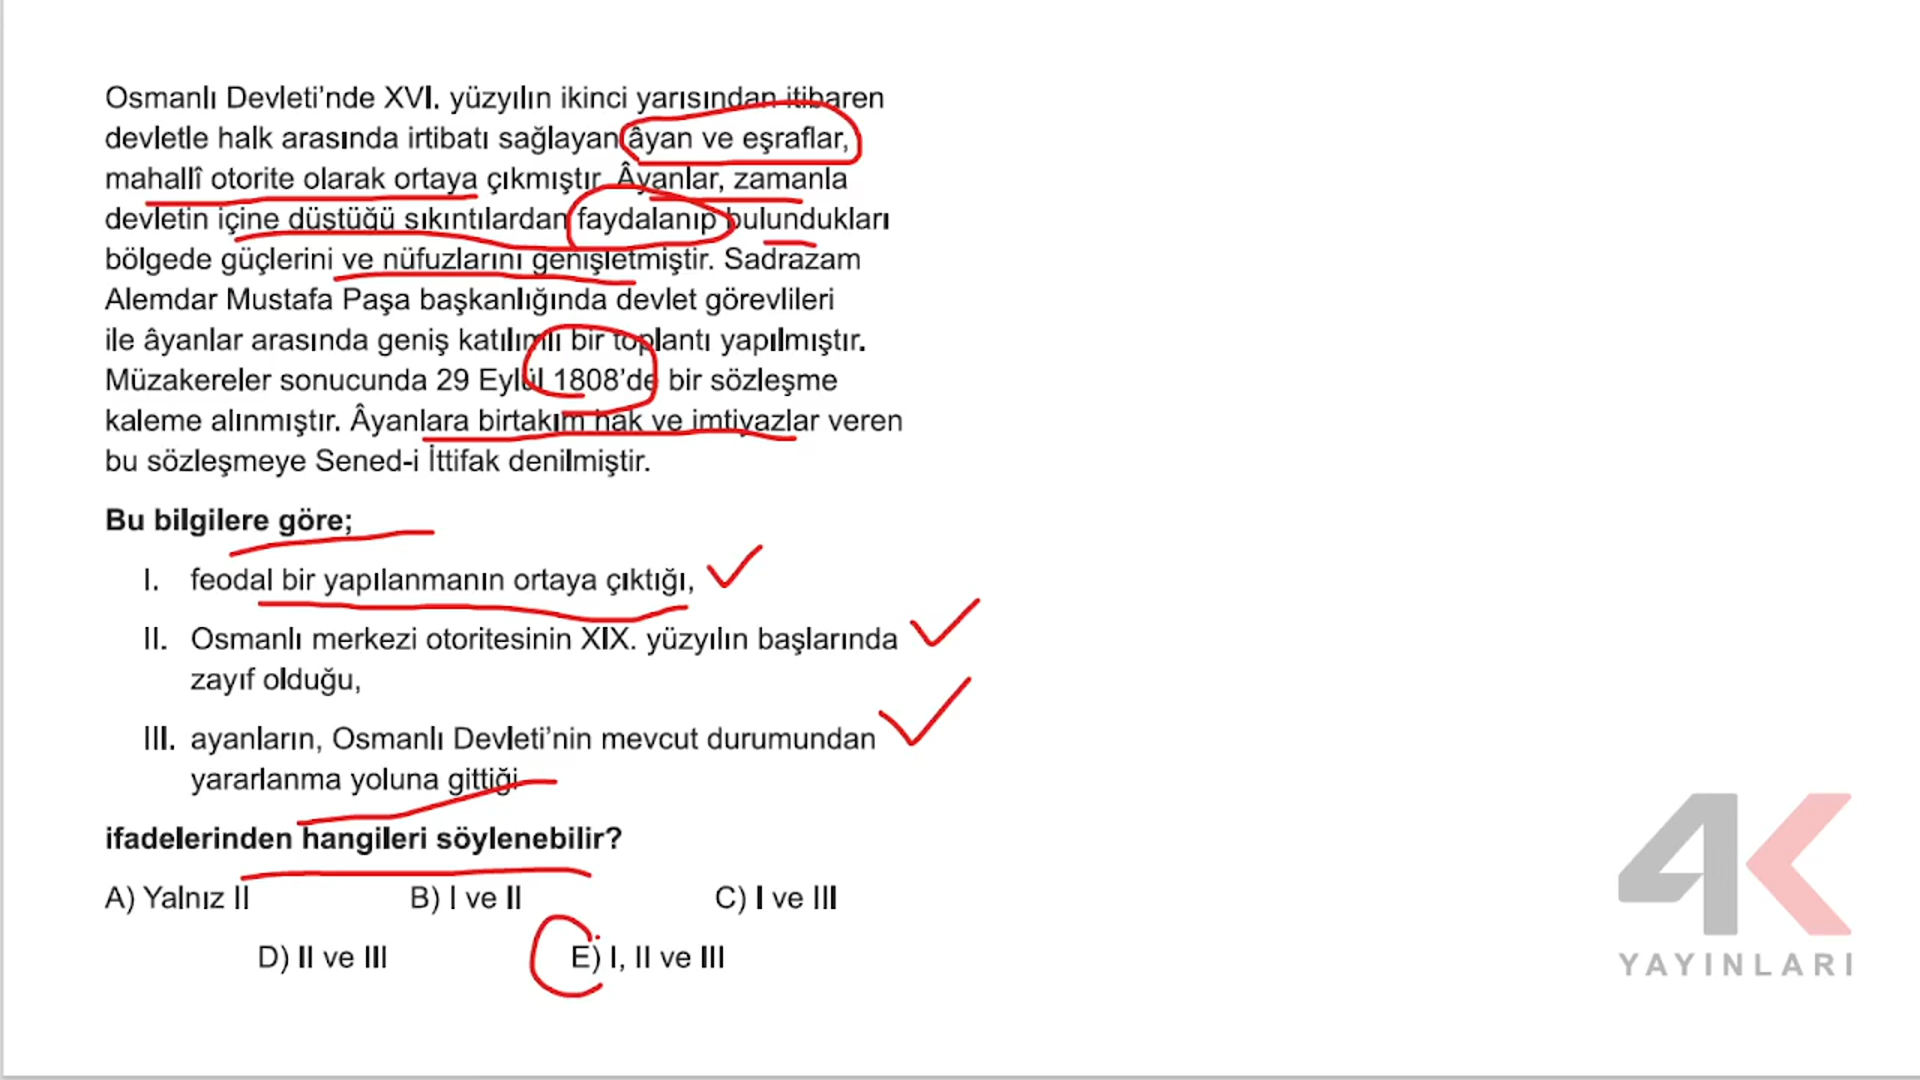 Osmanlı Devleti’nde XVI. yüzyılın ikinci yarısından itibaren
devletle halk arasında irtibatı sağlayan âyan ve eşraflar,
mahallî otorite olarak ortaya çıkmıştır. Âyanlar, zamanla
devletin içine düştüğü sıkıntılardan faydalanıp bulundukları
bölgede güçlerini ve nüfuzlarını genişletmiştir. Sadrazam
Alemdar Mustafa Paşa başkanlığında devlet görevlileri
ile âyanlar arasında geniş katılımlı bir toplantı yapılmıştır.
Müzakereler sonucunda 29 Eylül 1808’de bir sözleşme
kaleme alınmıştır. Âyanlara birtakım hak ve imtiyazlar veren
bu sözleşmeye Sened-i İttifak denilmiştir.
Bu bilgilere göre;
I. feodal bir yapılanmanın ortaya çıktığı,
II. Osmanlı merkezi otoritesinin XIX. yüzyılın başlarında
zayıf olduğu,
III. ayanların, Osmanlı Devleti’nin mevcut durumundan
yararlanma yoluna gittiği
ifadelerinden hangileri söylenebilir?
A) Yalnız II B) I ve II C) I ve III
D) II ve III E) I, II ve III
4K
YAYINLARI